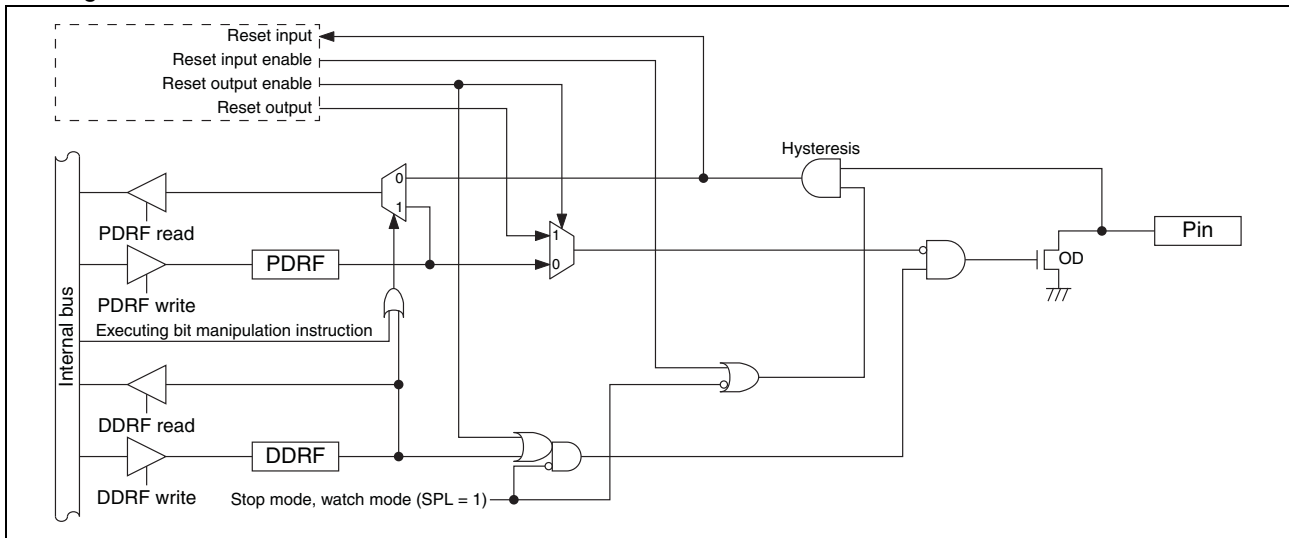 Reset input
Reset input enable
Reset output enable
Reset output
Hysteresis
0
1
PDRF read
1
0
Pin
OD
PDRF
PDRF write
Executing bit manipulation instruction
Internal bus
DDRF read
DDRF
DDRF write
Stop mode, watch mode (SPL = 1)